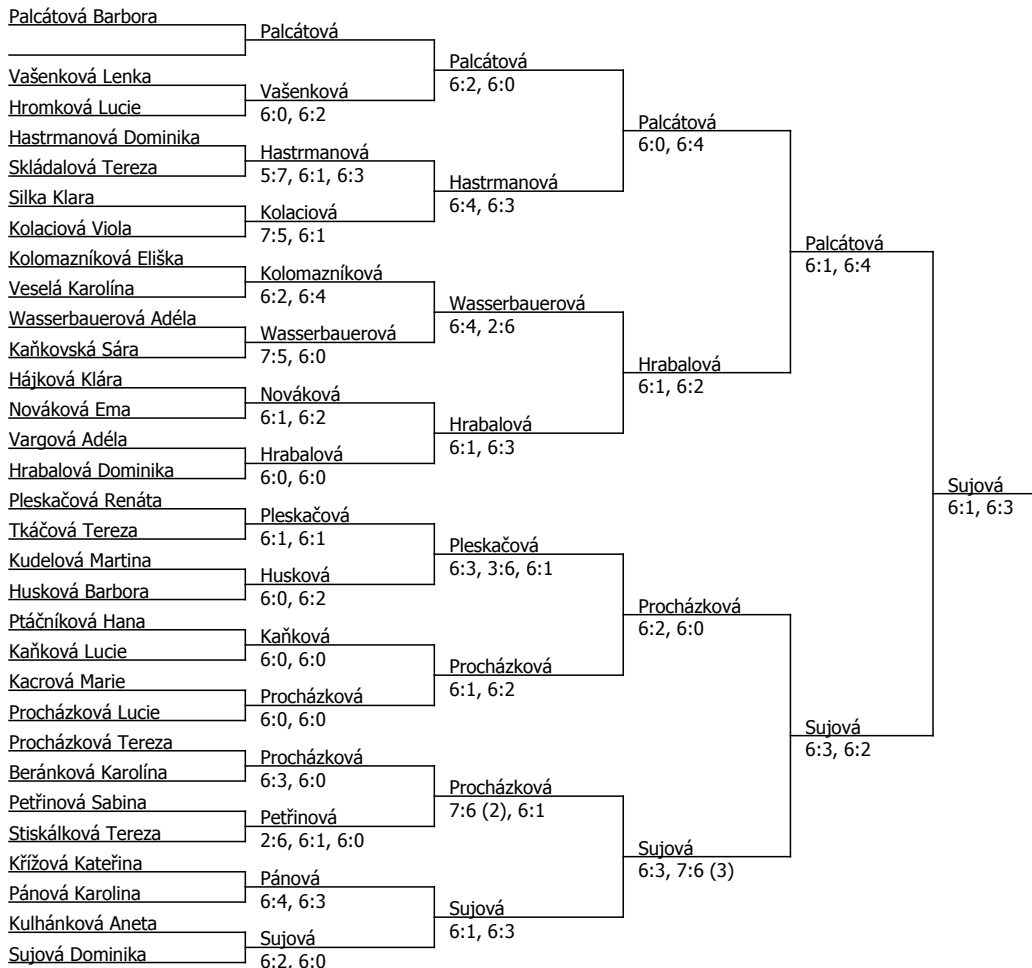 Palcátová Barbora
Vašenková Lenka
Hromková Lucie
Hastrmanová Dominika
Skládalová Tereza
Silka Klara
Kolaciová Viola
Kolomazníková Eliška
Veselá Karolína
Wasserbauerová Adéla
Kaňkovská Sára
Hájková Klára
Nováková Ema
Vargová Adéla
Hrabalová Dominika
Pleskačová Renáta
Tkáčová Tereza
Kudelová Martina
Husková Barbora
Ptáčníková Hana
Kaňková Lucie
Kacrová Marie
Procházková Lucie
Procházková Tereza
Beránková Karolína
Petřinová Sabina
Stiskálková Tereza
Křížová Kateřina
Pánová Karolina
Kulhánková Aneta
Sujová Dominika
Palcátová
Vašenková
6:0, 6:2
Hastrmanová
5:7, 6:1, 6:3
Kolaciová
7:5, 6:1
Kolomazníková
6:2, 6:4
Wasserbauerová
7:5, 6:0
Nováková
6:1, 6:2
Hrabalová
6:0, 6:0
Pleskačová
6:1, 6:1
Husková
6:0, 6:2
Kaňková
6:0, 6:0
Procházková
6:0, 6:0
Procházková
6:3, 6:0
Petřinová
2:6, 6:1, 6:0
Pánová
6:4, 6:3
Sujová
6:2, 6:0
Palcátová
6:2, 6:0
Hastrmanová
6:4, 6:3
Wasserbauerová
6:4, 2:6
Hrabalová
6:1, 6:3
Pleskačová
6:3, 3:6, 6:1
Procházková
6:1, 6:2
Procházková
7:6 (2), 6:1
Sujová
6:1, 6:3
Palcátová
6:0, 6:4
Hrabalová
6:1, 6:2
Procházková
6:2, 6:0
Sujová
6:3, 7:6 (3)
Palcátová
6:1, 6:4
Sujová
6:3, 6:2
Sujová
6:1, 6:3